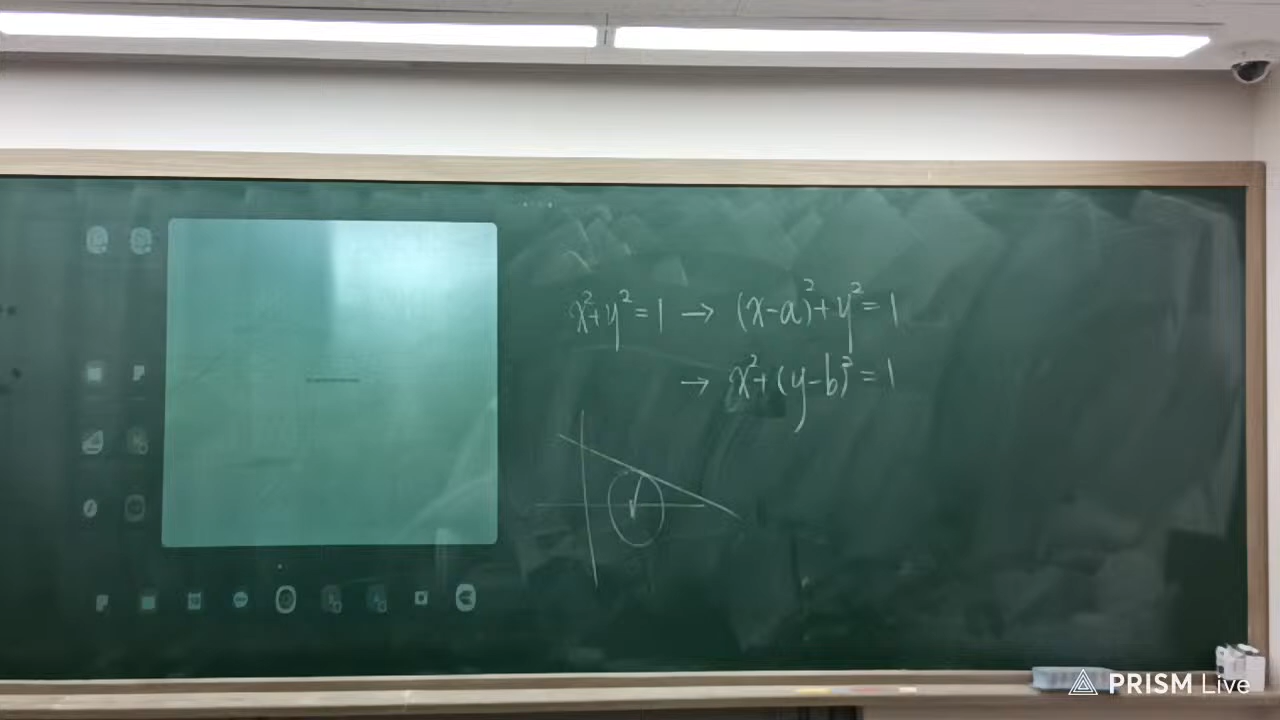 x²+y²=1 → (x-a)²+y²=1
→ x²+(y-b)²=1
PRISM Live